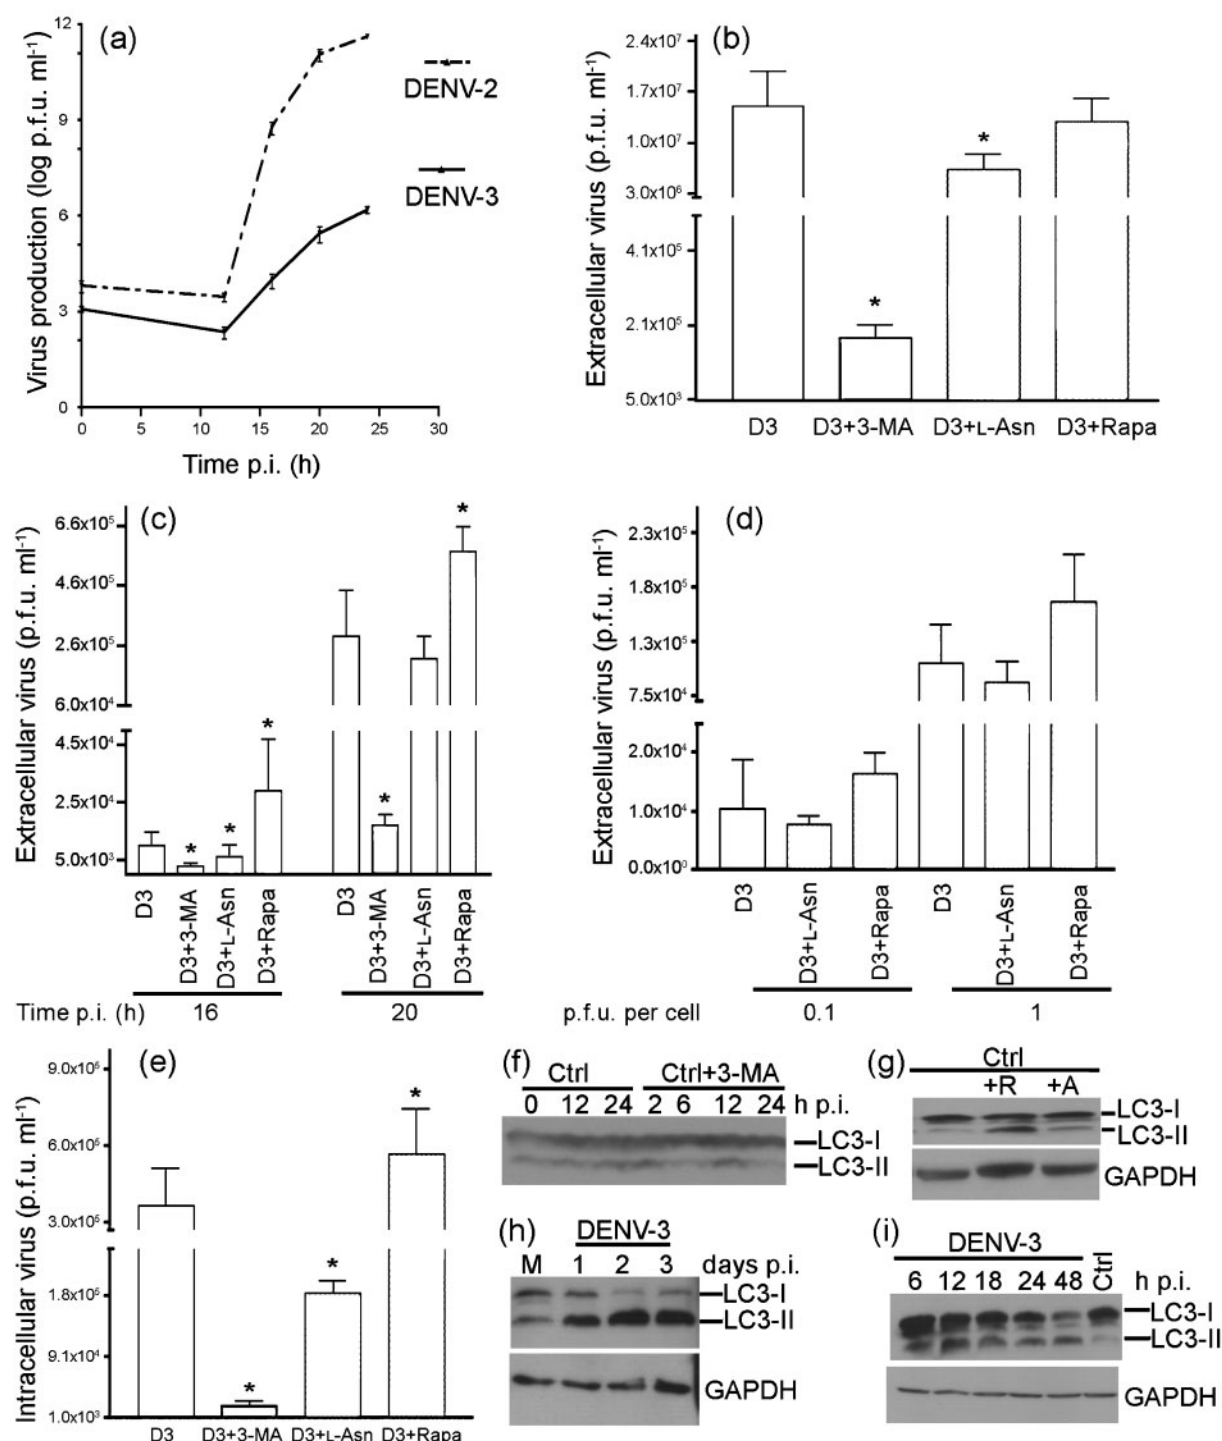 (a)
Virus production (log p.f.u. ml⁻¹)
12
9
6
3
0
0 5 10 15 20 25 30
Time p.i. (h)
DENV-2
DENV-3
(b)
Extracellular virus (p.f.u. ml⁻¹)
2.4x10⁷
1.7x10⁷
1.0x10⁷
3.0x10⁶
4.1x10⁵
2.1x10⁵
5.0x10³
*
*
D3 D3+3-MA D3+L-Asn D3+Rapa
(c)
Extracellular virus (p.f.u. ml⁻¹)
6.6x10⁵
4.6x10⁵
2.6x10⁵
6.0x10⁴
4.5x10⁴
2.5x10⁴
5.0x10³
* * * * *
D3 D3+3-MA D3+L-Asn D3+Rapa D3 D3+3-MA D3+L-Asn D3+Rapa
Time p.i. (h) 16 20
(d)
Extracellular virus (p.f.u. ml⁻¹)
2.3x10⁵
1.8x10⁵
1.3x10⁵
7.5x10⁴
2.0x10⁴
1.0x10⁴
0.0x10⁰
D3 D3+L-Asn D3+Rapa D3 D3+L-Asn D3+Rapa
p.f.u. per cell 0.1 1
(e)
Intracellular virus (p.f.u. ml⁻¹)
9.0x10⁵
6.0x10⁵
3.0x10⁵
1.8x10⁵
9.1x10⁴
1.0x10³
* * *
D3 D3+3-MA D3+L-Asn D3+Rapa
(f)
Ctrl Ctrl+3-MA
0 12 24 2 6 12 24 h p.i.
LC3-I
LC3-II
(g)
Ctrl
+R +A
LC3-I
LC3-II
GAPDH
(h)
DENV-3
M 1 2 3 days p.i.
LC3-I
LC3-II
GAPDH
(i)
DENV-3
6 12 18 24 48 Ctrl h p.i.
LC3-I
LC3-II
GAPDH